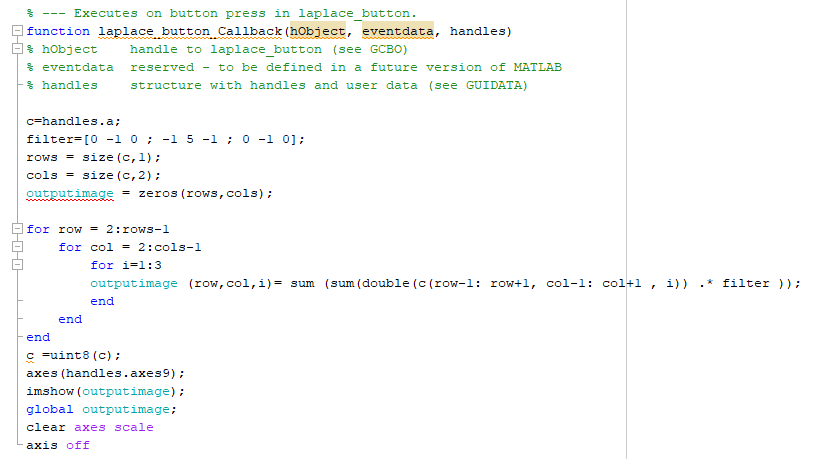 % --- Executes on button press in laplace_button.
function laplace_button_Callback(hObject, eventdata, handles)
% hObject    handle to laplace_button (see GCBO)
% eventdata  reserved - to be defined in a future version of MATLAB
% handles    structure with handles and user data (see GUIDATA)
c=handles.a;
filter=[0 -1 0 ; -1 5 -1 ; 0 -1 0];
rows = size(c,1);
cols = size(c,2);
outputimage = zeros(rows,cols);
for row = 2:rows-1
    for col = 2:cols-1
        for i=1:3
        outputimage (row,col,i)= sum (sum(double(c(row-1: row+1, col-1: col+1 , i)) .* filter ));
        end
    end
end
c =uint8(c);
axes(handles.axes9);
imshow(outputimage);
global outputimage;
clear axes scale
axis off